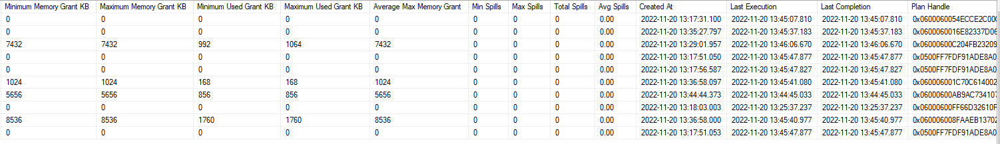 Minimum Memory Grant KB Maximum Memory Grant KB Minimum Used Grant KB Maximum Used Grant KB Average Max Memory Grant Min Spills Max Spills Total Spills Avg Spills Created At Last Execution Last Completion Plan Handle
0 0 0 0 0 0 0 0 0.00 2022-11-20 13:17:31.100 2022-11-20 13:45:07.810 2022-11-20 13:45:07.810 0x0600060054ECCE2C000
0 0 0 0 0 0 0 0 0.00 2022-11-20 13:35:27.797 2022-11-20 13:45:37.183 2022-11-20 13:45:37.183 0x0600060016E82337D06
7432 7432 992 1064 7432 0 0 0 0.00 2022-11-20 13:29:01.957 2022-11-20 13:46:06.670 2022-11-20 13:46:06.670 0x06000600C204FB23209
0 0 0 0 0 0 0 0 0.00 2022-11-20 13:17:51.050 2022-11-20 13:45:47.877 2022-11-20 13:45:47.877 0x0500FF7FDF91ADE8A0
0 0 0 0 0 0 0 0 0.00 2022-11-20 13:17:56.587 2022-11-20 13:45:47.827 2022-11-20 13:45:47.827 0x0500FF7FDF91ADE8A0
1024 1024 168 168 1024 0 0 0 0.00 2022-11-20 13:36:58.097 2022-11-20 13:45:41.080 2022-11-20 13:45:41.080 0x060006001C70C614002
5656 5656 856 856 5656 0 0 0 0.00 2022-11-20 13:44:44.373 2022-11-20 13:44:45.033 2022-11-20 13:44:45.033 0x06000600AB9AC734107
0 0 0 0 0 0 0 0 0.00 2022-11-20 13:18:03.003 2022-11-20 13:25:37.237 2022-11-20 13:25:37.237 0x06000600FF66D32610F
8536 8536 1760 1760 8536 0 0 0 0.00 2022-11-20 13:36:58.000 2022-11-20 13:45:40.977 2022-11-20 13:45:40.977 0x060006008FAAEB13702
0 0 0 0 0 0 0 0 0.00 2022-11-20 13:17:51.053 2022-11-20 13:45:47.877 2022-11-20 13:45:47.877 0x0500FF7FDF91ADE8A0